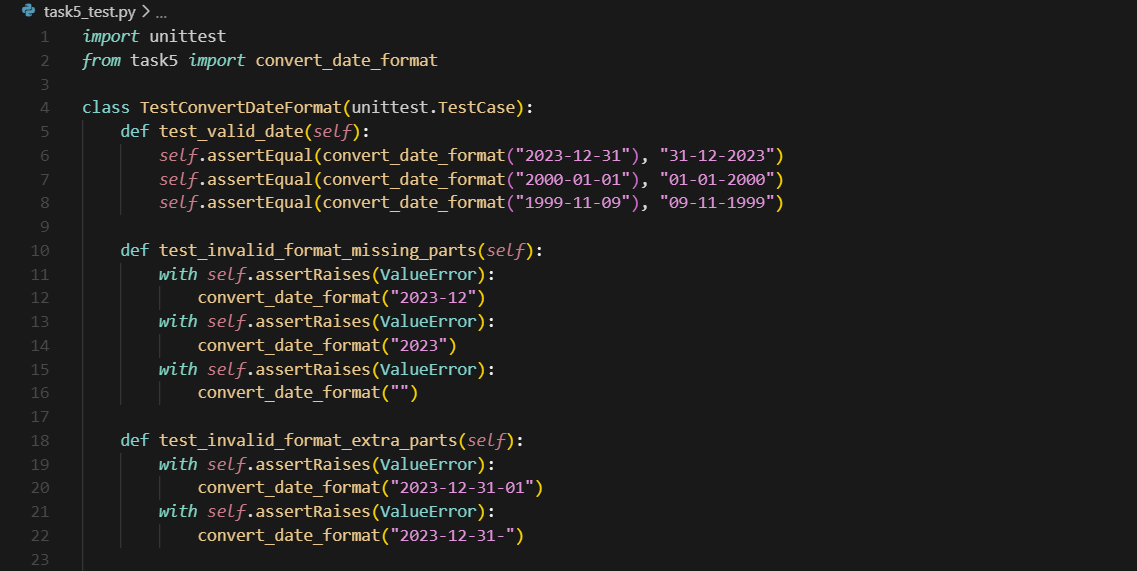 task5_test.py > ...
1 import unittest
2 from task5 import convert_date_format
3
4 class TestConvertDateFormat(unittest.TestCase):
5     def test_valid_date(self):
6         self.assertEqual(convert_date_format("2023-12-31"), "31-12-2023")
7         self.assertEqual(convert_date_format("2000-01-01"), "01-01-2000")
8         self.assertEqual(convert_date_format("1999-11-09"), "09-11-1999")
9
10     def test_invalid_format_missing_parts(self):
11         with self.assertRaises(ValueError):
12             convert_date_format("2023-12")
13         with self.assertRaises(ValueError):
14             convert_date_format("2023")
15         with self.assertRaises(ValueError):
16             convert_date_format("")
17
18     def test_invalid_format_extra_parts(self):
19         with self.assertRaises(ValueError):
20             convert_date_format("2023-12-31-01")
21         with self.assertRaises(ValueError):
22             convert_date_format("2023-12-31-")
23